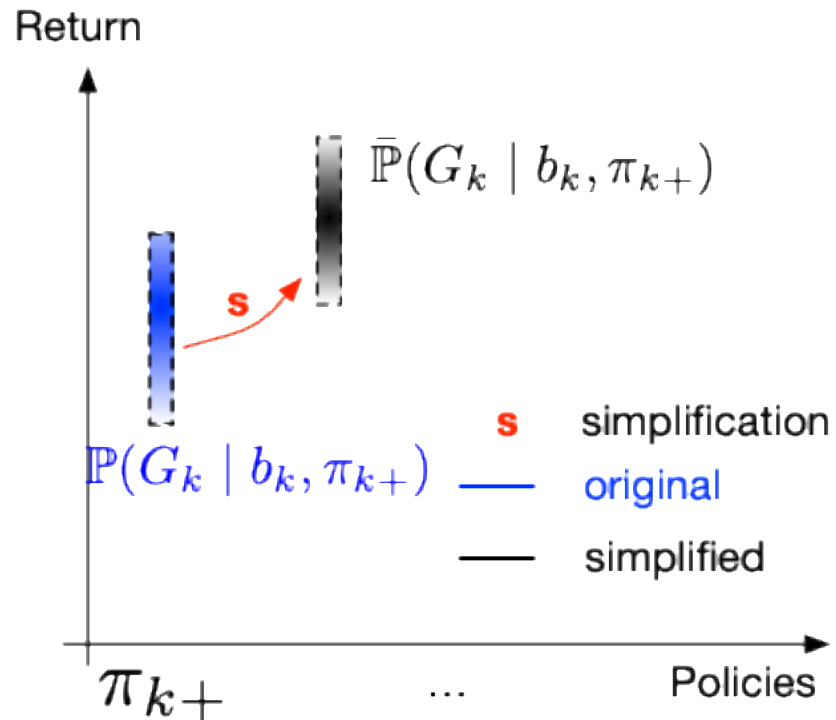 Return
ℙ̄(G_k | b_k, π_{k+})
s
ℙ(G_k | b_k, π_{k+})
s simplification
original
simplified
π_{k+} ... Policies